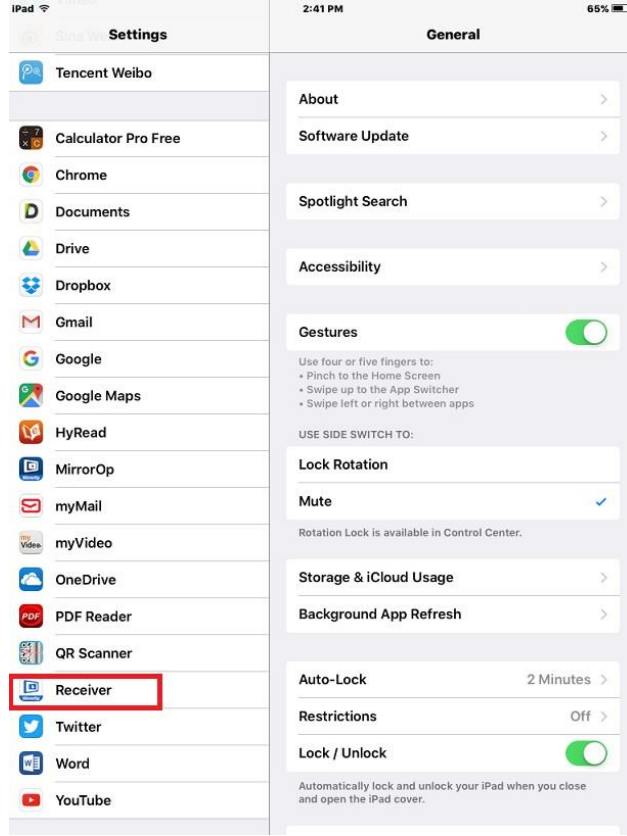 iPad
2:41 PM
65%
Settings
General
Tencent Weibo
Calculator Pro Free
Chrome
Documents
Drive
Dropbox
Gmail
Google
Google Maps
HyRead
MirrorOp
myMail
myVideo
OneDrive
PDF Reader
QR Scanner
Receiver
Twitter
Word
YouTube
About
Software Update
Spotlight Search
Accessibility
Gestures
Use four or five fingers to:
• Pinch to the Home Screen
• Swipe up to the App Switcher
• Swipe left or right between apps
USE SIDE SWITCH TO:
Lock Rotation
Mute
Rotation Lock is available in Control Center.
Storage & iCloud Usage
Background App Refresh
Auto-Lock 2 Minutes
Restrictions Off
Lock / Unlock
Automatically lock and unlock your iPad when you close
and open the iPad cover.